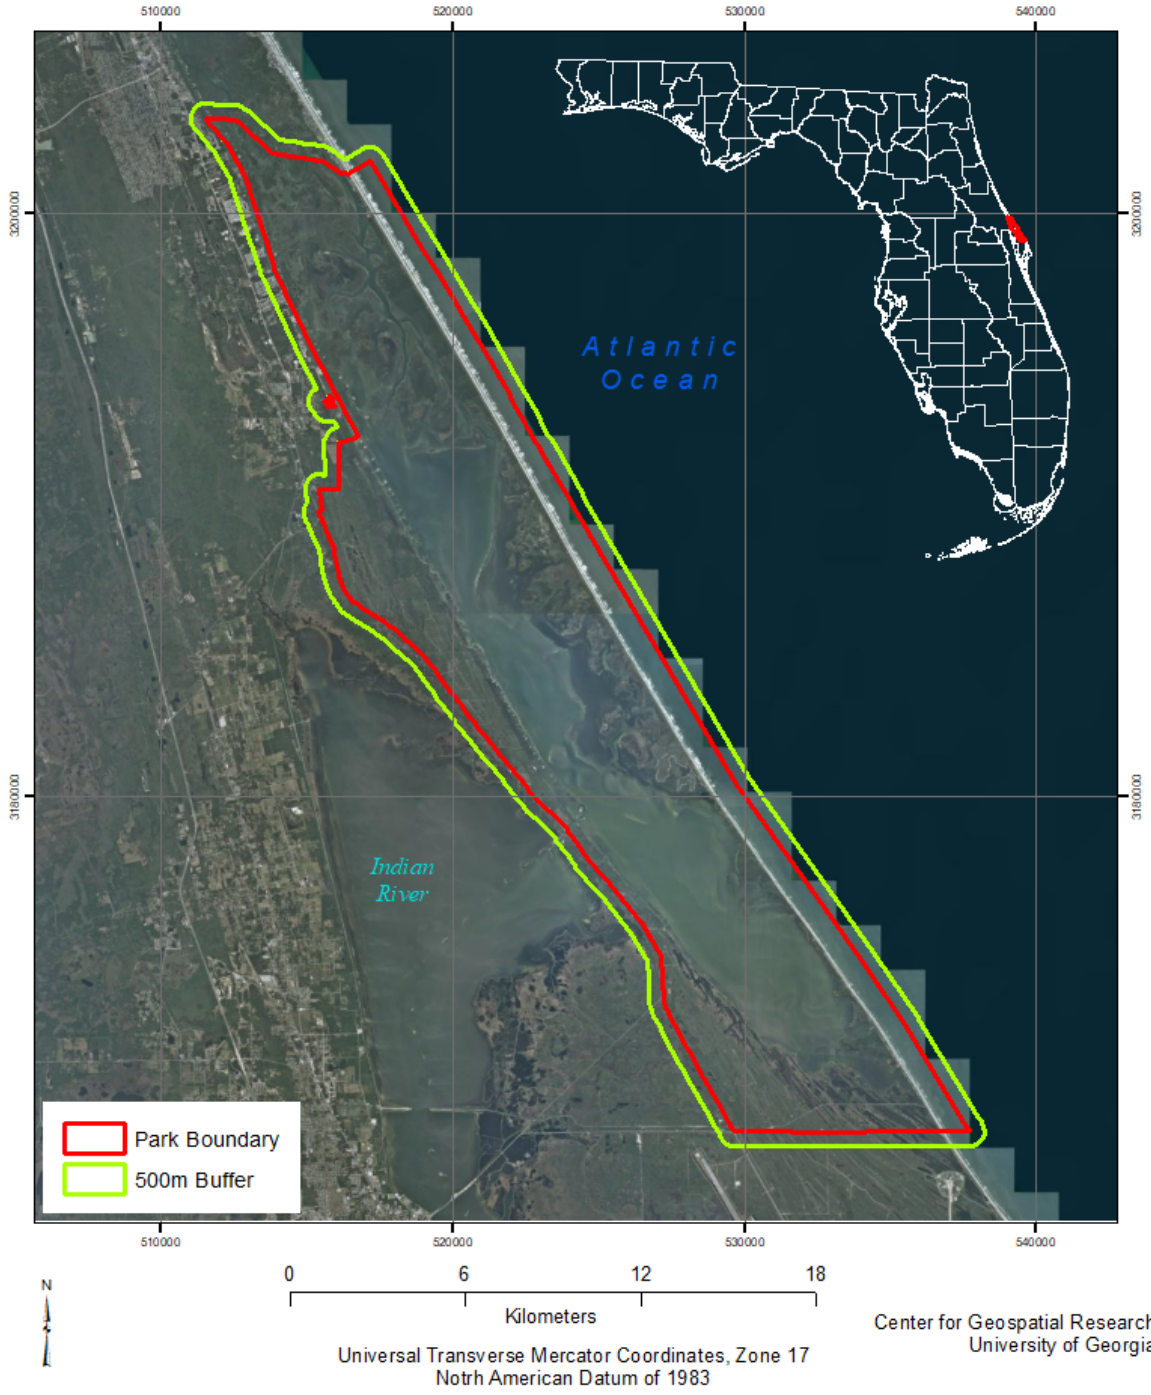 510000
520000
530000
540000
3200000
3200000
Atlantic
Ocean
3180000
3180000
Indian
River
Park Boundary
500m Buffer
510000
520000
530000
540000
N
0
6
12
18
Kilometers
Center for Geospatial Research
University of Georgia
Universal Transverse Mercator Coordinates, Zone 17
Notrh American Datum of 1983